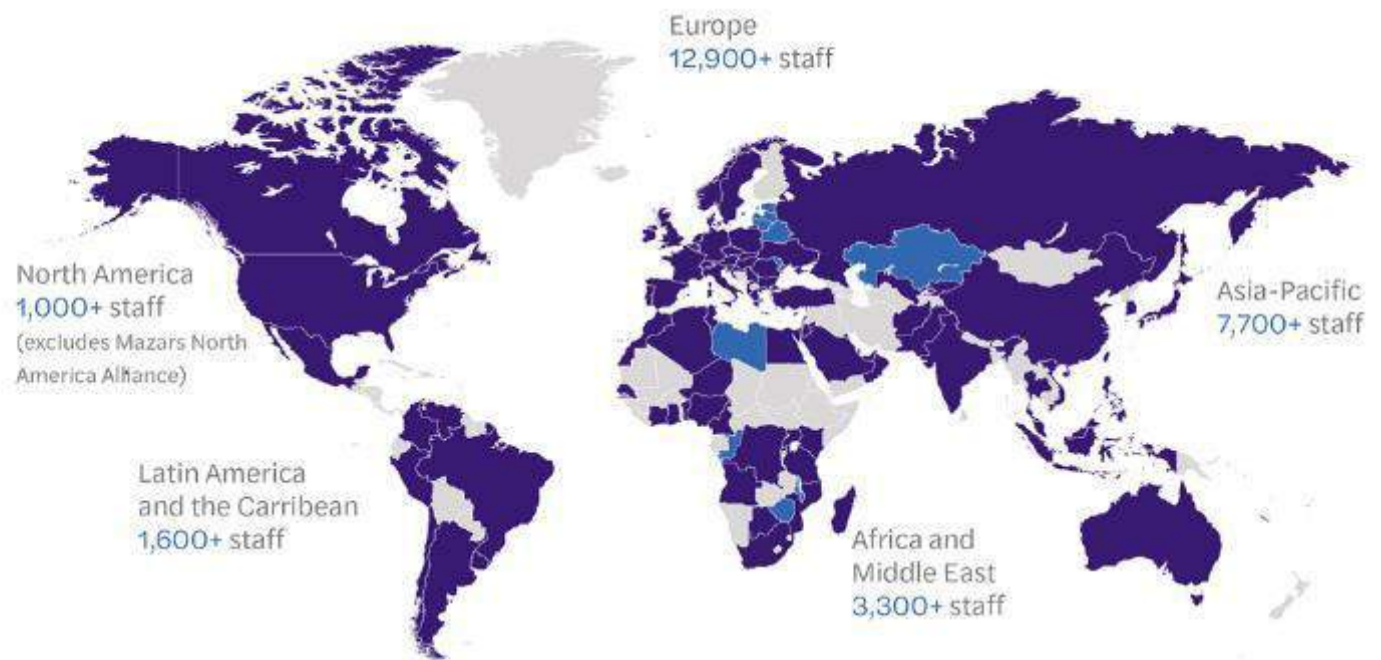 Europe
12,900+ staff
North America
1,000+ staff
(excludes Mazars North
America Alliance)
Asia-Pacific
7,700+ staff
Latin America
and the Carribean
1,600+ staff
Africa and
Middle East
3,300+ staff